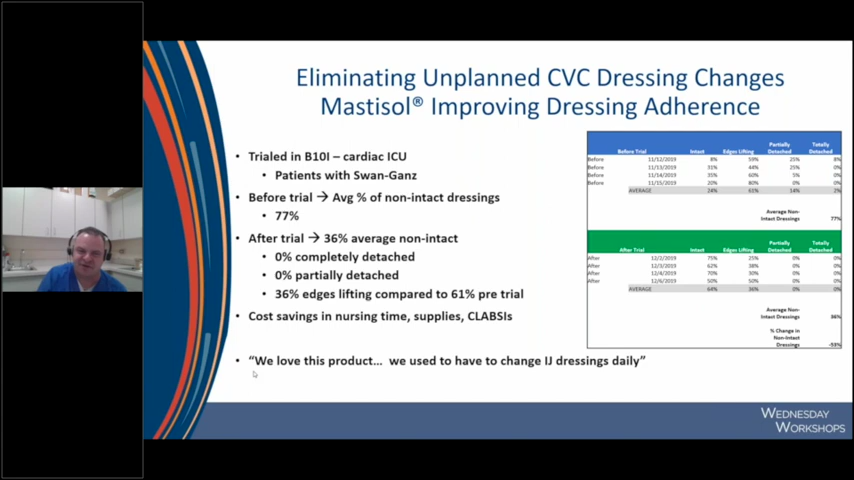 Eliminating Unplanned CVC Dressing Changes
Mastisol® Improving Dressing Adherence
• Trialed in B10I – cardiac ICU
• Patients with Swan-Ganz
• Before trial → Avg % of non-intact dressings
• 77%
• After trial → 36% average non-intact
• 0% completely detached
• 0% partially detached
• 36% edges lifting compared to 61% pre trial
• Cost savings in nursing time, supplies, CLABSIs
• “We love this product... we used to have to change IJ dressings daily”
Before Trial Intact Edges Lifting Partially Detached Totally Detached
Before 11/12/2019 8% 59% 25% 8%
Before 11/13/2019 31% 44% 25% 0%
Before 11/14/2019 35% 60% 5% 0%
Before 11/15/2019 20% 80% 0% 0%
AVERAGE 24% 61% 14% 2%
Average Non-
Intact Dressings 77%
After Trial Intact Edges Lifting Partially Detached Totally Detached
After 12/2/2019 75% 25% 0% 0%
After 12/3/2019 62% 38% 0% 0%
After 12/4/2019 70% 30% 0% 0%
After 12/6/2019 50% 50% 0% 0%
AVERAGE 64% 36% 0% 0%
Average Non-
Intact Dressings 36%
% Change in
Non-Intact
Dressings -53%
WEDNESDAY
WORKSHOPS